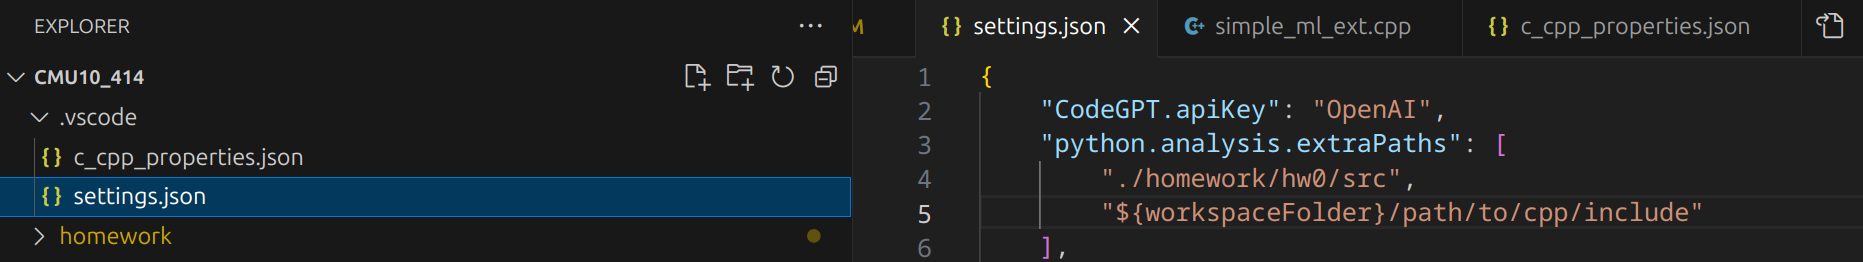 EXPLORER
CMU10_414
.vscode
{} c_cpp_properties.json
{} settings.json
homework
M
{} settings.json
simple_ml_ext.cpp
{} c_cpp_properties.json
1 {
2 "CodeGPT.apiKey": "OpenAI",
3 "python.analysis.extraPaths": [
4 "./homework/hw0/src",
5 "${workspaceFolder}/path/to/cpp/include"
6 ],